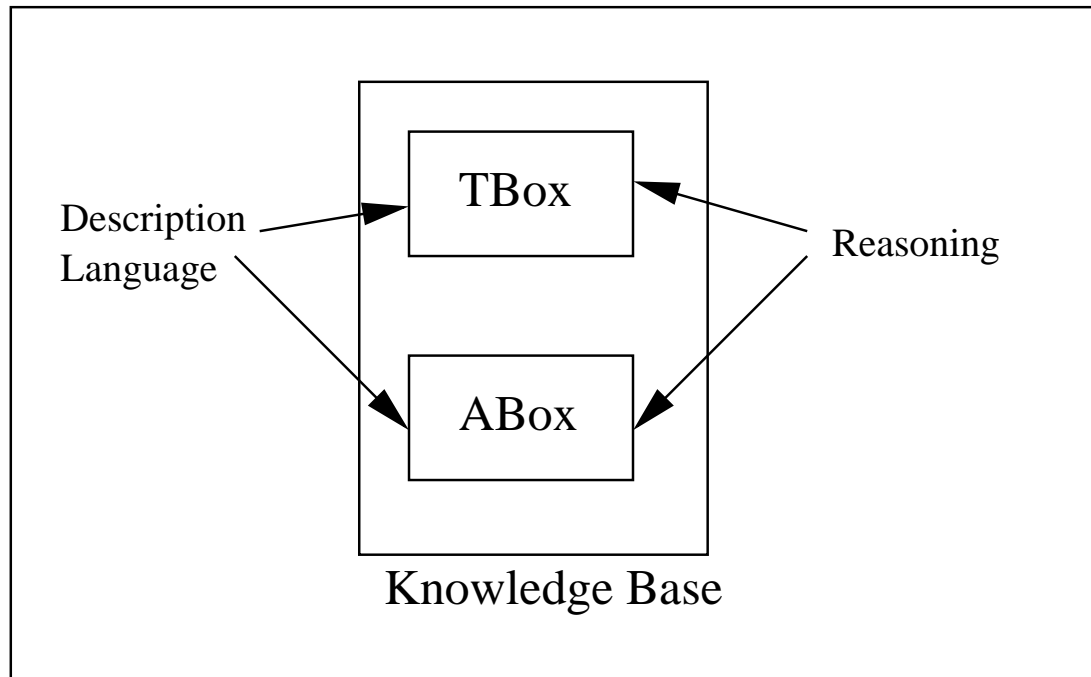 TBox
Description
Language
Reasoning
ABox
Knowledge Base